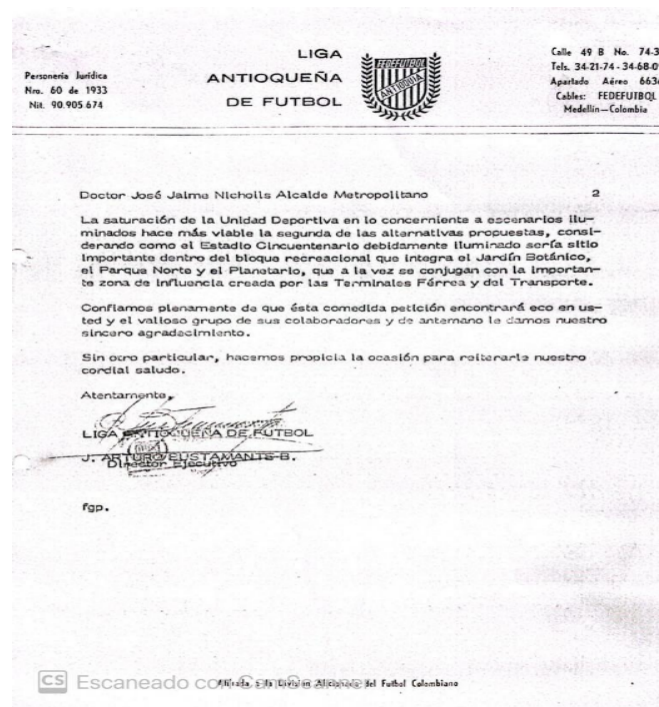 Personería Jurídica
Nro. 60 de 1933
Nit. 90.905.674
LIGA
ANTIOQUEÑA
DE FUTBOL
FEDEFUTBOL
ANTIOQUIA
Calle 49 B No. 74-3
Tels. 34-21-74 - 34-68-0
Apartado Aéreo 663
Cables: FEDEFUTBOL
Medellín—Colombia
Doctor José Jaime Nicholls Alcalde Metropolitano 2
La saturación de la Unidad Deportiva en lo concerniente a escenarios ilu-
minados hace más viable la segunda de las alternativas propuestas, consi-
derando como el Estadio Cincuentenario debidamente iluminado sería sitio
importante dentro del bloque recreacional que integra el Jardín Botánico,
el Parque Norte y el Planetario, que a la vez se conjugan con la importan-
te zona de influencia creada por las Terminales Férrea y del Transporte.
Confiamos plenamente de que ésta comedida petición encontrará eco en us-
ted y el valioso grupo de sus colaboradores y de antemano le damos nuestro
sincero agradecimiento.
Sin otro particular, hacemos propicia la ocasión para reiterarle nuestro
cordial saludo.
Atentamente,
LIGA ANTIOQUEÑA DE FUTBOL
J. ARTURO BUSTAMANTE B.
Director Ejecutivo
fgp.
Afiliada a la División Aficionada del Futbol Colombiano
CS Escaneado con CamScanner